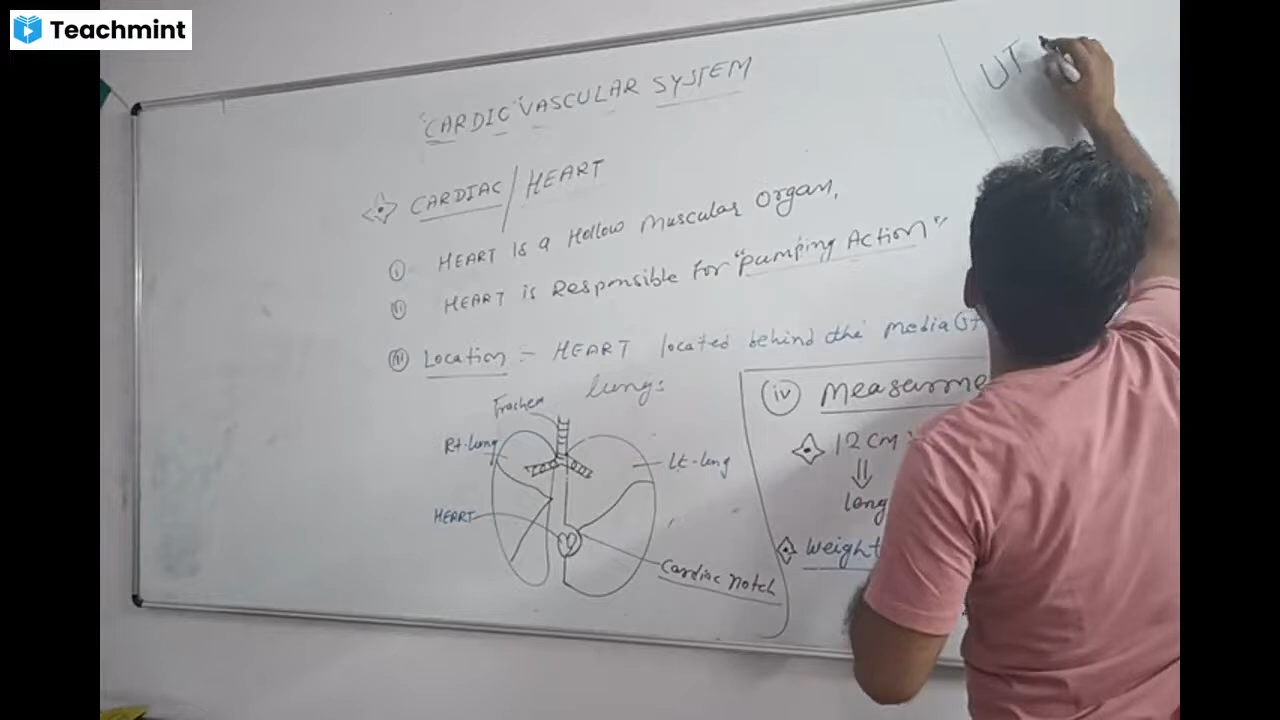 Teachmint
"CARDIC" VASCULAR SYSTEM
CARDIAC / HEART
(i) HEART Is a Hollow Muscular Organ,
(ii) HEART is Responsible For "Pumping Action"
(iii) Location :- HEART located behind the
lungs
Trachea
Rt-lung
Lt-lung
HEART
Cardiac notch
(iv) Measurme
12 cm
long
Weight
UT